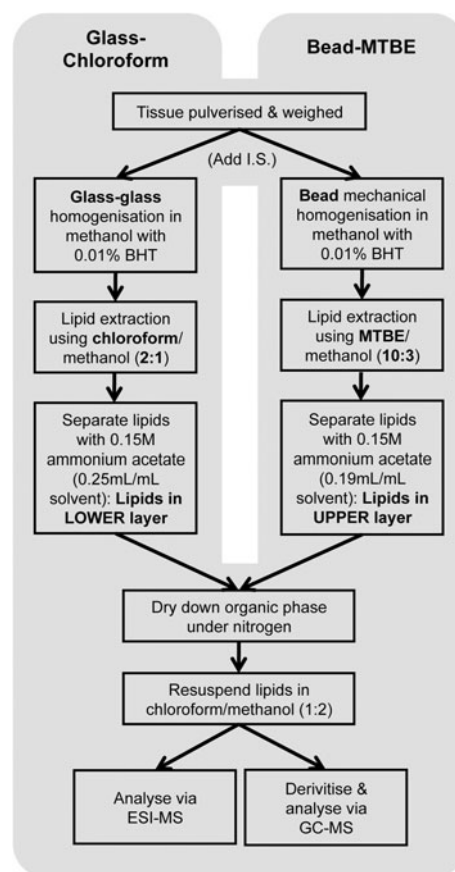 Glass-
Chloroform
Bead-MTBE
Tissue pulverised & weighed
(Add I.S.)
Glass-glass
homogenisation in
methanol with
0.01% BHT
Bead mechanical
homogenisation in
methanol with
0.01% BHT
Lipid extraction
using chloroform/
methanol (2:1)
Lipid extraction
using MTBE/
methanol (10:3)
Separate lipids
with 0.15M
ammonium acetate
(0.25mL/mL
solvent): Lipids in
LOWER layer
Separate lipids
with 0.15M
ammonium acetate
(0.19mL/mL
solvent): Lipids in
UPPER layer
Dry down organic phase
under nitrogen
Resuspend lipids in
chloroform/methanol (1:2)
Analyse via
ESI-MS
Derivitise &
analyse via
GC-MS